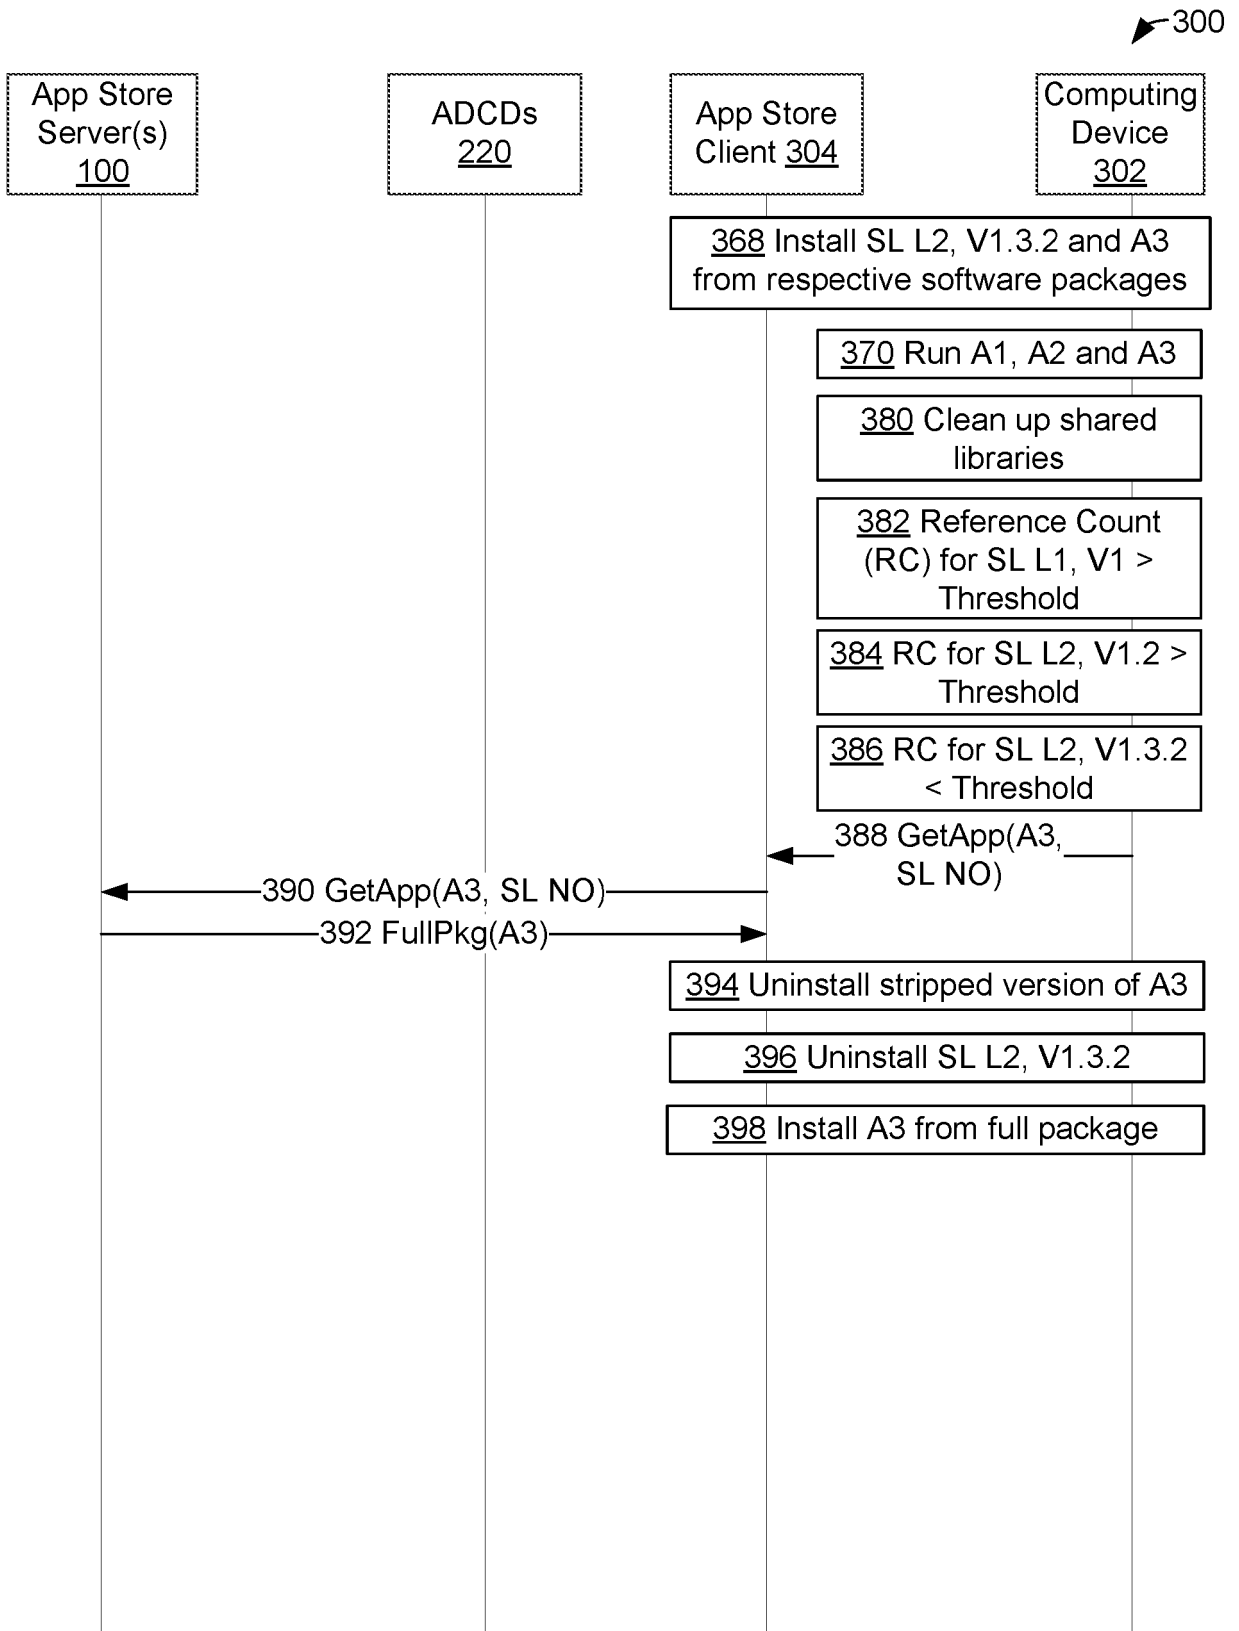 300
App Store
Server(s)
100
ADCDs
220
App Store
Client 304
Computing
Device
302
368 Install SL L2, V1.3.2 and A3
from respective software packages
370 Run A1, A2 and A3
380 Clean up shared
libraries
382 Reference Count
(RC) for SL L1, V1 >
Threshold
384 RC for SL L2, V1.2 >
Threshold
386 RC for SL L2, V1.3.2
< Threshold
388 GetApp(A3,
SL NO)
390 GetApp(A3, SL NO)
392 FullPkg(A3)
394 Uninstall stripped version of A3
396 Uninstall SL L2, V1.3.2
398 Install A3 from full package